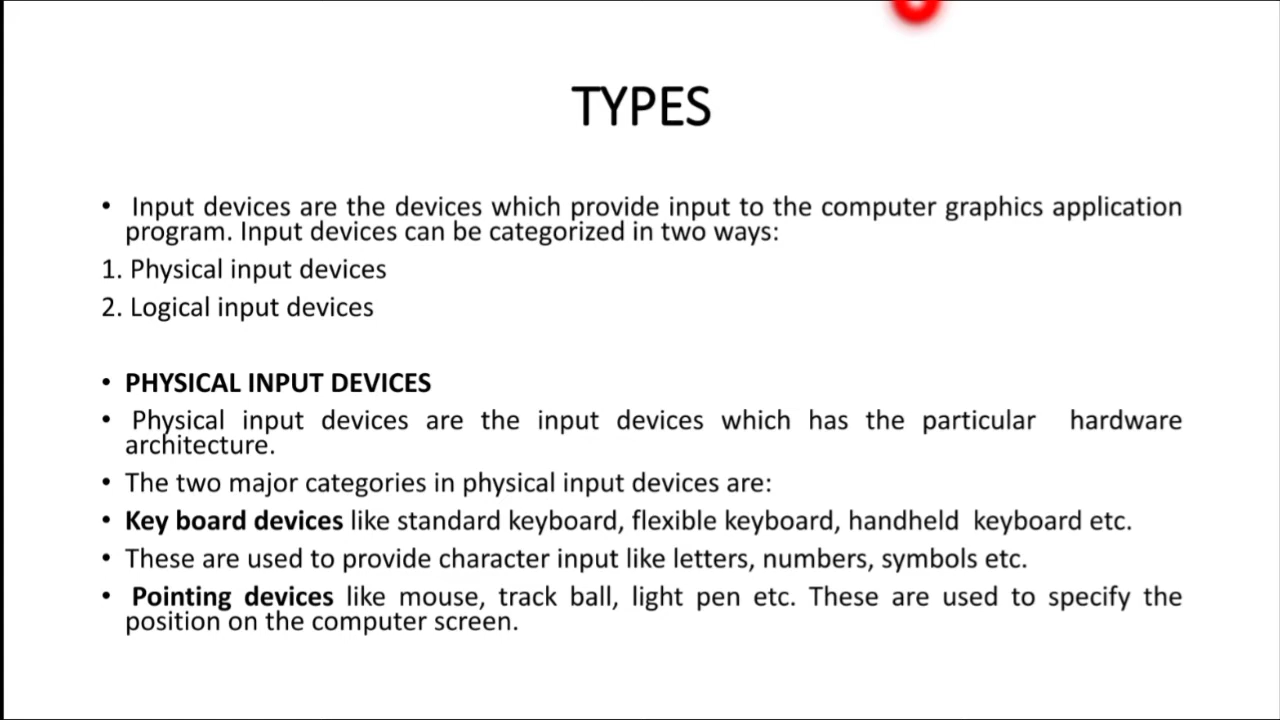 TYPES
• Input devices are the devices which provide input to the computer graphics application
program. Input devices can be categorized in two ways:
1. Physical input devices
2. Logical input devices
• PHYSICAL INPUT DEVICES
• Physical input devices are the input devices which has the particular hardware
architecture.
• The two major categories in physical input devices are:
• Key board devices like standard keyboard, flexible keyboard, handheld keyboard etc.
• These are used to provide character input like letters, numbers, symbols etc.
• Pointing devices like mouse, track ball, light pen etc. These are used to specify the
position on the computer screen.